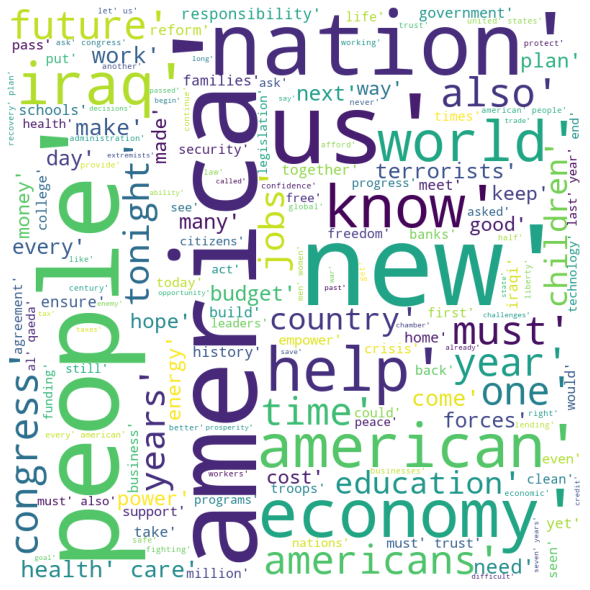 let' us'
responsibility'
life'
government'
united' states'
trust'
pass'
ask' congress'
reform'
working'
future'
another'
put'
work'
families'
ask'
long'
nation'
us'
also'
protect'
plan'
iraq'
next'
way'
never'
passed'
american' people'
begin'
say'
trade'
times'
end'
recovery' plan'
decisions'
schools'
make'
made'
continue'
legislation'
world'
health'
administration'
security'
together'
afford'
day'
extremists'
terrorists'
provide'
law'
progress'
meet'
last' year'
money'
college'
ability'
called'
confidence'
know'
keep'
many'
see'
free'
asked'
good'
global'
half'
every'
like'
tonight'
citizens'
jobs'
freedom'
banks'
technology'
children'
people'
america'
new'
act'
men' women'
war'
get'
state'
liberty'
iraqi'
agreement'
al' qaeda'
century'
tax'
ensure'
enemy'
today'
opportunity'
budget'
past'
challenges'
hope'
build'
country'
first'
leaders'
chamber'
must'
still'
taxes'
history'
empower'
home'
already'
congress'
funding'
years'
energy'
crisis'
help'
year'
one'
save'
back'
time'
could'
come'
would'
better'
prosperity'
peace'
forces'
right'
lending'
every' american'
business'
american'
even'
workers'
businesses'
must' also'
cost'
education'
clean'
power'
programs'
troops'
economy'
economic'
credit'
support'
safe'
fighting'
yet'
seen'
take'
nations'
must' trust'
goal'
americans'
need'
seven' years'
health' care'
million'
difficult'